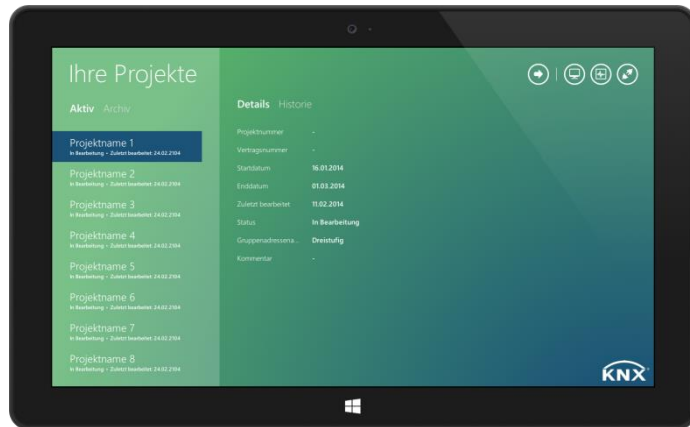 Ihre Projekte
Aktiv Archiv
Projektname 1
In Bearbeitung - Zuletzt bearbeitet: 24.02.2104
Projektname 2
In Bearbeitung - Zuletzt bearbeitet: 24.02.2104
Projektname 3
In Bearbeitung - Zuletzt bearbeitet: 24.02.2104
Projektname 4
In Bearbeitung - Zuletzt bearbeitet: 24.02.2104
Projektname 5
In Bearbeitung - Zuletzt bearbeitet: 24.02.2104
Projektname 6
In Bearbeitung - Zuletzt bearbeitet: 24.02.2104
Projektname 7
In Bearbeitung - Zuletzt bearbeitet: 24.02.2104
Projektname 8
In Bearbeitung - Zuletzt bearbeitet: 24.02.2104
Details Historie
Projektnummer -
Vertragsnummer -
Startdatum 16.01.2014
Enddatum 01.03.2014
Zuletzt bearbeitet 11.02.2014
Status In Bearbeitung
Gruppenadressena... Dreistufig
Kommentar -
KNX